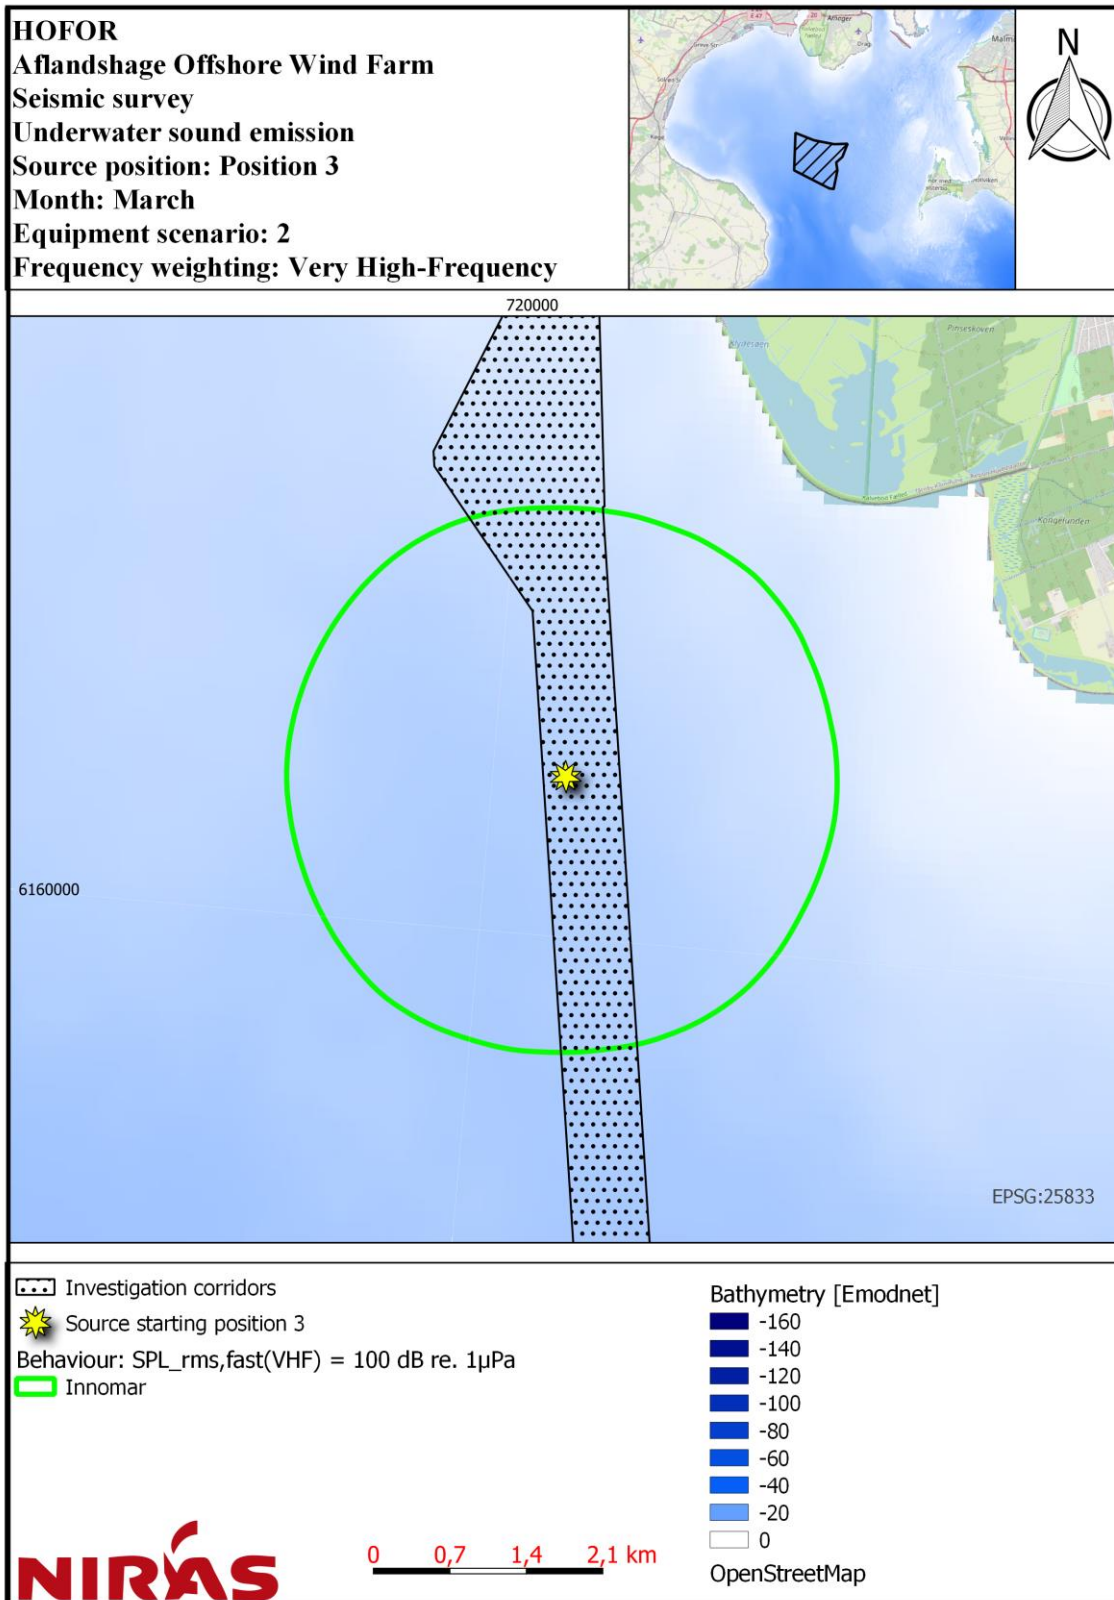 HOFOR
Aflandshage Offshore Wind Farm
Seismic survey
Underwater sound emission
Source position: Position 3
Month: March
Equipment scenario: 2
Frequency weighting: Very High-Frequency
N
720000
Klydesøen
Pinseskoven
Kongelunden
6160000
EPSG:25833
Investigation corridors
Source starting position 3
Behaviour: SPL_rms,fast(VHF) = 100 dB re. 1µPa
Innomar
Bathymetry [Emodnet]
-160
-140
-120
-100
-80
-60
-40
-20
0
OpenStreetMap
NIRAS
0 0,7 1,4 2,1 km